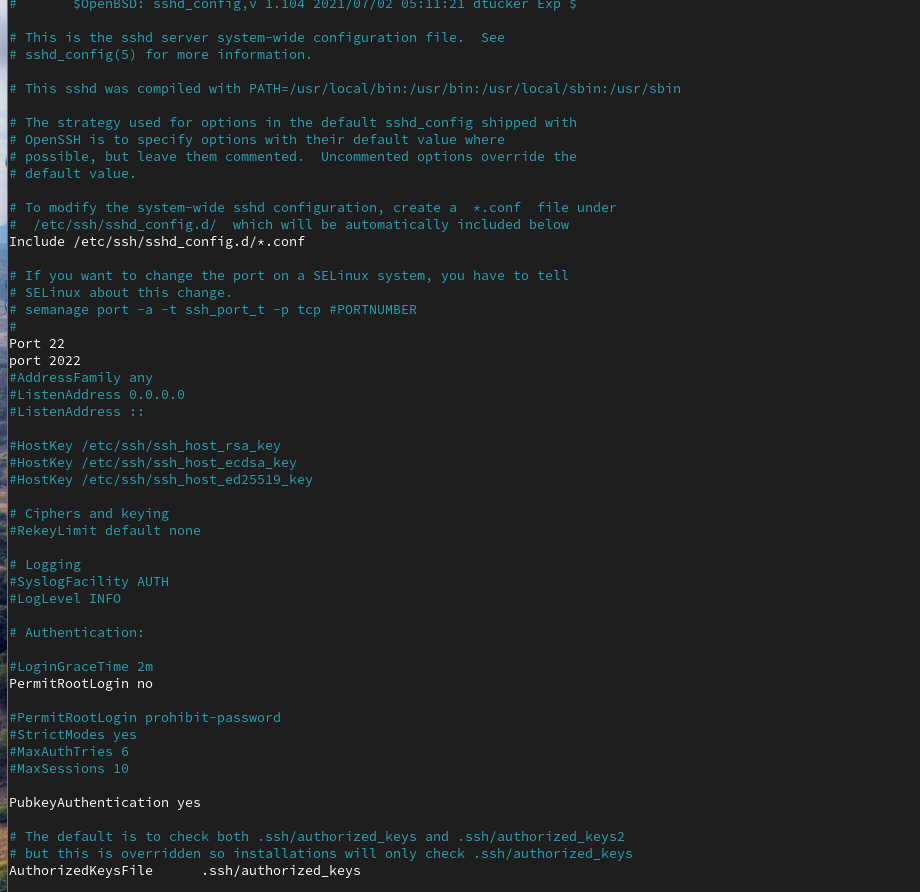 #       $OpenBSD: sshd_config,v 1.104 2021/07/02 05:11:21 dtucker Exp $
# This is the sshd server system-wide configuration file.  See
# sshd_config(5) for more information.
# This sshd was compiled with PATH=/usr/local/bin:/usr/bin:/usr/local/sbin:/usr/sbin
# The strategy used for options in the default sshd_config shipped with
# OpenSSH is to specify options with their default value where
# possible, but leave them commented.  Uncommented options override the
# default value.
# To modify the system-wide sshd configuration, create a  *.conf  file under
#  /etc/ssh/sshd_config.d/  which will be automatically included below
Include /etc/ssh/sshd_config.d/*.conf
# If you want to change the port on a SELinux system, you have to tell
# SELinux about this change.
# semanage port -a -t ssh_port_t -p tcp #PORTNUMBER
#
Port 22
port 2022
#AddressFamily any
#ListenAddress 0.0.0.0
#ListenAddress ::
#HostKey /etc/ssh/ssh_host_rsa_key
#HostKey /etc/ssh/ssh_host_ecdsa_key
#HostKey /etc/ssh/ssh_host_ed25519_key
# Ciphers and keying
#RekeyLimit default none
# Logging
#SyslogFacility AUTH
#LogLevel INFO
# Authentication:
#LoginGraceTime 2m
PermitRootLogin no
#PermitRootLogin prohibit-password
#StrictModes yes
#MaxAuthTries 6
#MaxSessions 10
PubkeyAuthentication yes
# The default is to check both .ssh/authorized_keys and .ssh/authorized_keys2
# but this is overridden so installations will only check .ssh/authorized_keys
AuthorizedKeysFile      .ssh/authorized_keys